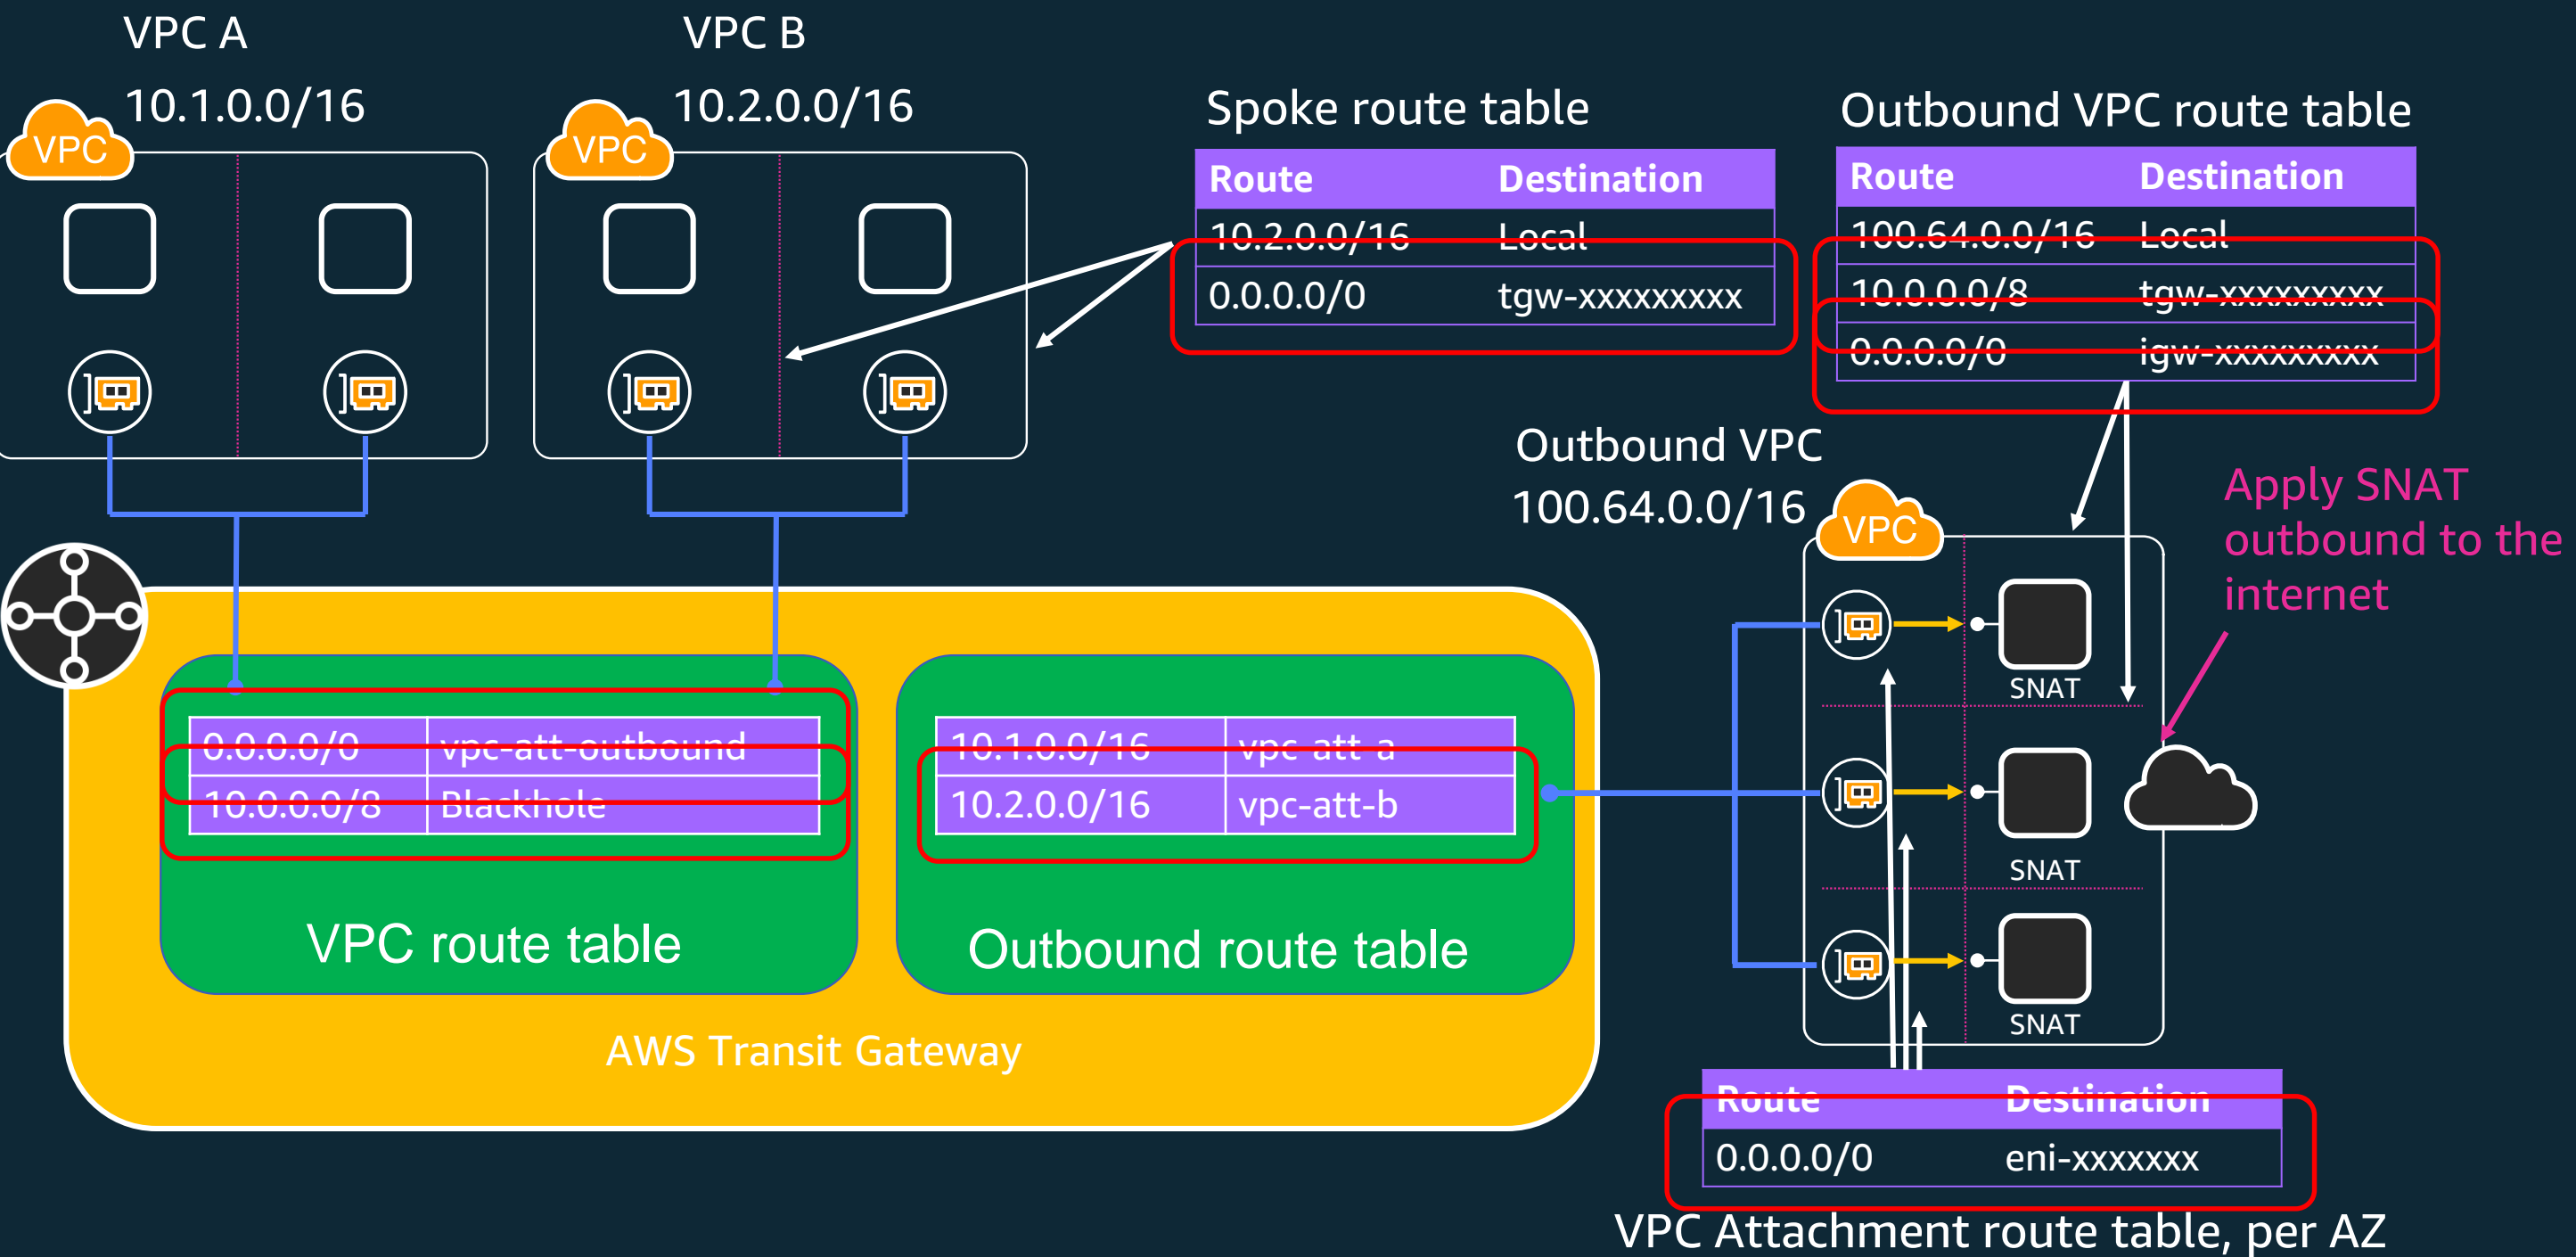 VPC A
10.1.0.0/16
VPC
VPC B
10.2.0.0/16
VPC
Spoke route table
Route Destination
10.2.0.0/16 Local
0.0.0.0/0 tgw-xxxxxxxxx
Outbound VPC route table
Route Destination
100.64.0.0/16 Local
10.0.0.0/8 tgw-xxxxxxxxx
0.0.0.0/0 igw-xxxxxxxxx
Outbound VPC
100.64.0.0/16
VPC
Apply SNAT
outbound to the
internet
SNAT
SNAT
SNAT
0.0.0.0/0 vpc-att-outbound
10.0.0.0/8 Blackhole
VPC route table
10.1.0.0/16 vpc-att-a
10.2.0.0/16 vpc-att-b
Outbound route table
AWS Transit Gateway
Route Destination
0.0.0.0/0 eni-xxxxxxx
VPC Attachment route table, per AZ